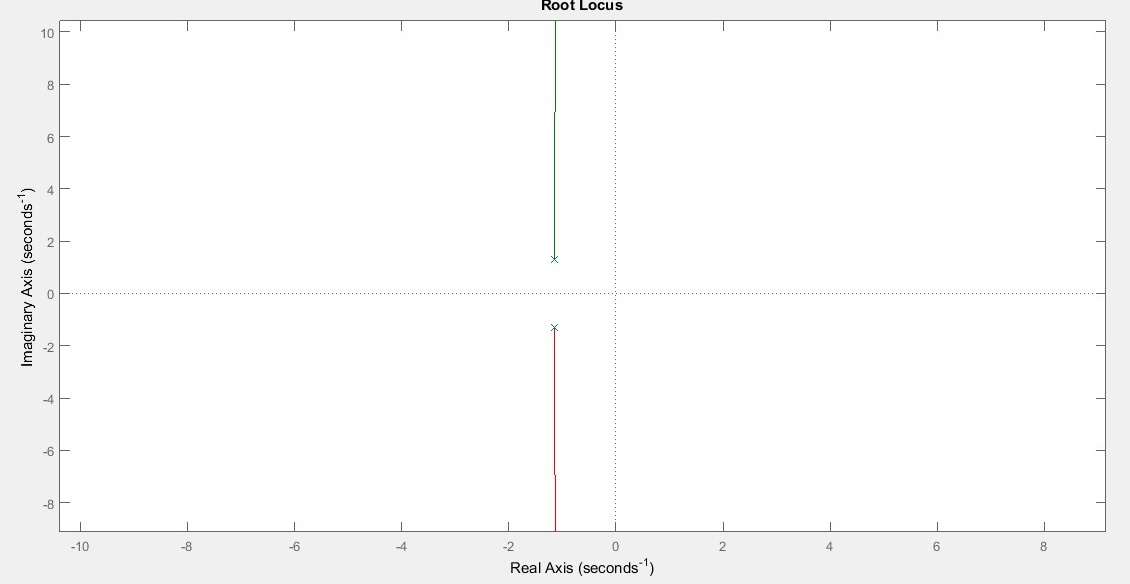 Root Locus
10
8
6
4
2
0
-2
-4
-6
-8
Imaginary Axis (seconds⁻¹)
-10 -8 -6 -4 -2 0 2 4 6 8
Real Axis (seconds⁻¹)